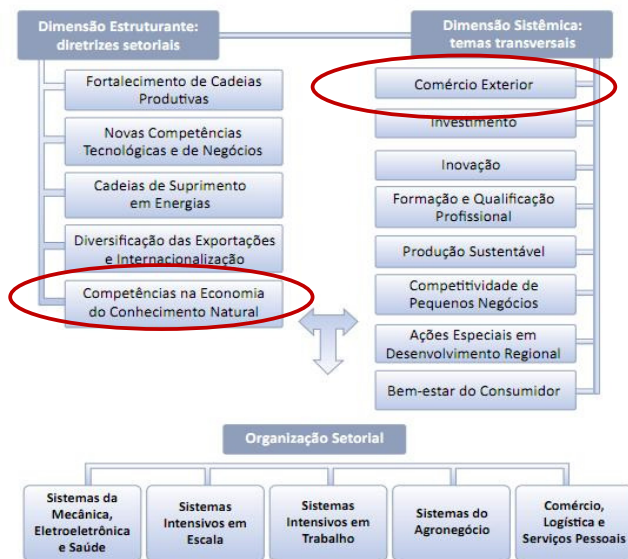 Dimensão Estruturante:
diretrizes setoriais
Fortalecimento de Cadeias
Produtivas
Novas Competências
Tecnológicas e de Negócios
Cadeias de Suprimento
em Energias
Diversificação das Exportações
e Internacionalização
Competências na Economia
do Conhecimento Natural
Dimensão Sistêmica:
temas transversais
Comércio Exterior
Investimento
Inovação
Formação e Qualificação
Profissional
Produção Sustentável
Competitividade de
Pequenos Negócios
Ações Especiais em
Desenvolvimento Regional
Bem-estar do Consumidor
Organização Setorial
Sistemas da
Mecânica,
Eletroeletrônica
e Saúde
Sistemas
Intensivos em
Escala
Sistemas
Intensivos em
Trabalho
Sistemas do
Agronegócio
Comércio,
Logística e
Serviços Pessoais